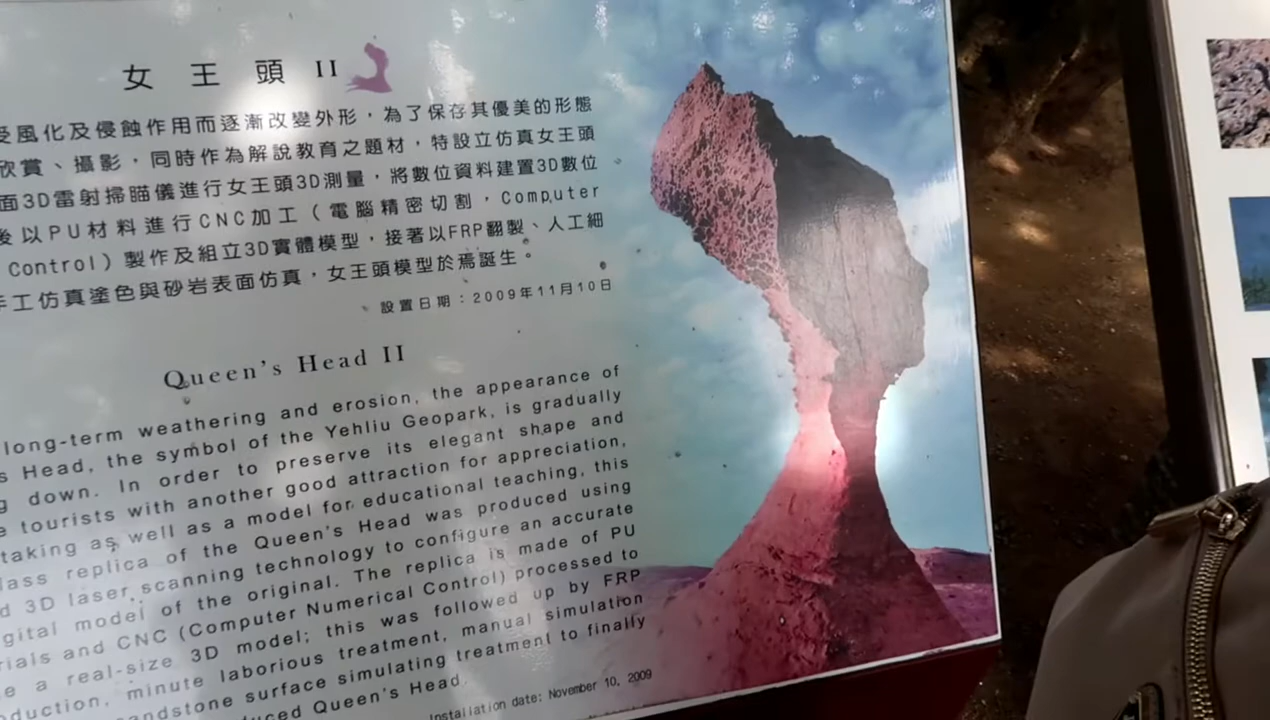 女王頭 II
受風化及侵蝕作用而逐漸改變外形，為了保存其優美的形態
欣賞、攝影，同時作為解說教育之題材，特設立仿真女王頭
面3D雷射掃瞄儀進行女王頭3D測量，將數位資料建置3D數位
後以PU材料進行CNC加工（電腦精密切割，Computer
Control）製作及組立3D實體模型，接著以FRP翻製、人工細
手工仿真塗色與砂岩表面仿真，女王頭模型於焉誕生。
設置日期：2009年11月10日
Queen's Head II
long-term weathering and erosion, the appearance of
s Head, the symbol of the Yehliu Geopark, is gradually
g down. In order to preserve its elegant shape and
e tourists with another good attraction for appreciation,
taking as well as a model for educational teaching, this
lass replica of the Queen's Head was produced using
d 3D laser scanning technology to configure an accurate
gital model of the original. The replica is made of PU
rials and CNC (Computer Numerical Control) processed to
e a real-size 3D model; this was followed up by FRP
oduction, minute laborious treatment, manual simulation
andstone surface simulating treatment to finally
uced Queen's Head.
Installation date: November 10, 2009